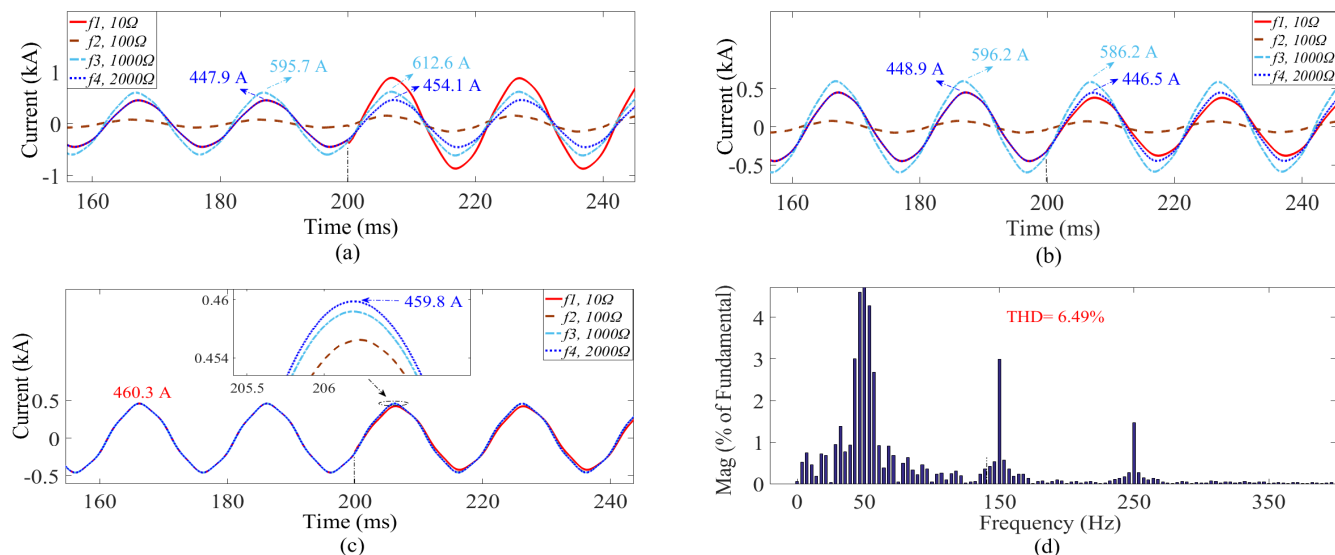 f1, 10Ω
f2, 100Ω
f3, 1000Ω
f4, 2000Ω
595.7 A
447.9 A
612.6 A
454.1 A
Current (kA)
1
0
-1
160
180
200
220
240
Time (ms)
(a)
f1, 10Ω
f2, 100Ω
f3, 1000Ω
f4, 2000Ω
596.2 A
448.9 A
586.2 A
446.5 A
Current (kA)
0.5
0
-0.5
160
180
200
220
240
Time (ms)
(b)
f1, 10Ω
f2, 100Ω
f3, 1000Ω
f4, 2000Ω
0.46
0.454
205.5
206
459.8 A
460.3 A
Current (kA)
0.5
0
-0.5
160
180
200
220
240
Time (ms)
(c)
THD= 6.49%
Mag (% of Fundamental)
4
3
2
1
0
0
50
150
250
350
Frequency (Hz)
(d)